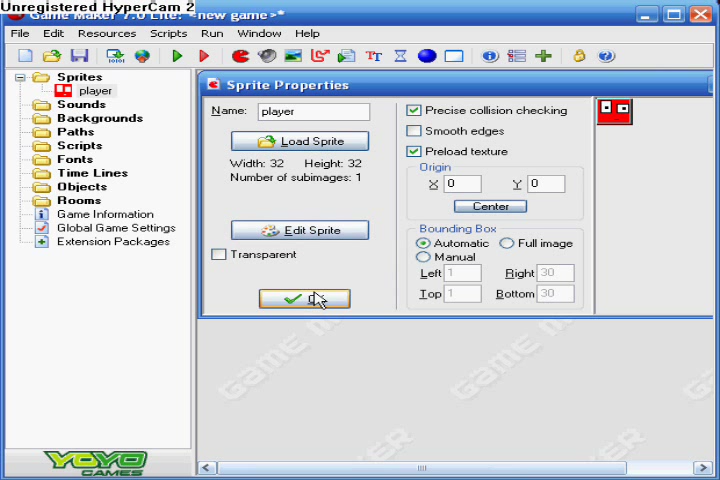 Unregistered HyperCam 2
Game Maker 7.0 Lite: <new game>*
File Edit Resources Scripts Run Window Help
Sprites
player
Sounds
Backgrounds
Paths
Scripts
Fonts
Time Lines
Objects
Rooms
Game Information
Global Game Settings
Extension Packages
Sprite Properties
Name: player
Load Sprite
Width: 32 Height: 32
Number of subimages: 1
Edit Sprite
Transparent
Precise collision checking
Smooth edges
Preload texture
Origin
X 0 Y 0
Center
Bounding Box
Automatic Full image
Manual
Left 1 Right 30
Top 1 Bottom 30
GAME MAKER
GAME MAKER
YOYO
GAMES